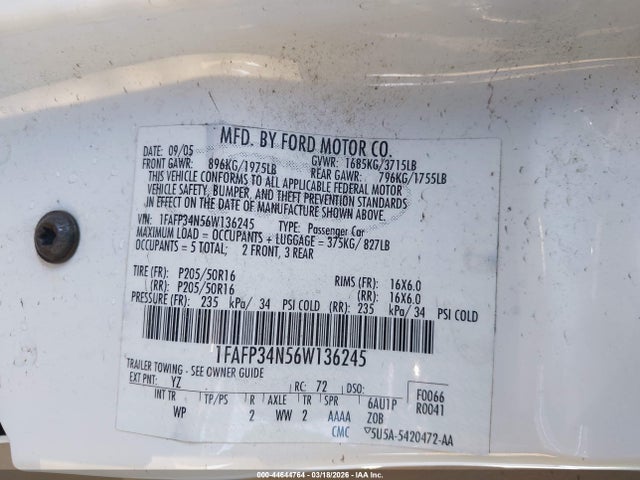 MFD. BY FORD MOTOR CO.
DATE: 09/05 GVWR: 1685KG/3715LB
FRONT GAWR: 896KG/1975LB REAR GAWR: 796KG/1755LB
THIS VEHICLE CONFORMS TO ALL APPLICABLE FEDERAL MOTOR
VEHICLE SAFETY, BUMPER, AND THEFT PREVENTION STANDARDS
IN EFFECT ON THE DATE OF MANUFACTURE SHOWN ABOVE.
VIN: 1FAFP34N56W136245 TYPE: Passenger Car
MAXIMUM LOAD = OCCUPANTS + LUGGAGE = 375KG/ 827LB
OCCUPANTS = 5 TOTAL; 2 FRONT, 3 REAR
TIRE (FR): P205/50R16 RIMS (FR): 16X6.0
(RR): P205/50R16 (RR): 16X6.0
PRESSURE (FR): 235 kPa/ 34 PSI COLD (RR): 235 kPa/ 34 PSI COLD
1FAFP34N56W136245
TRAILER TOWING - SEE OWNER GUIDE
EXT PNT: YZ RC: 72 DSO: F0066
INT TR TP/PS R AXLE TR SPR 6AU1P R0041
WP 2 WW 2 AAAA Z0B
CMC 5U5A-5420472-AA
000-44644764 | 03/18/2026 - IAA Inc.